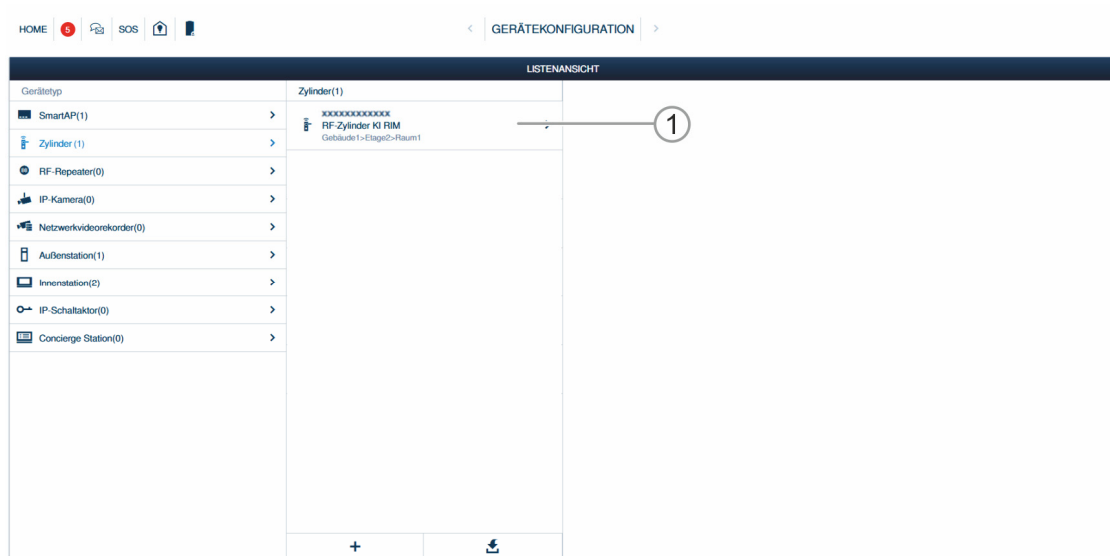 HOME 5 SOS GERÄTEKONFIGURATION
LISTENANSICHT
Gerätetyp
SmartAP(1)
Zylinder (1)
RF-Repeater(0)
IP-Kamera(0)
Netzwerkvideorekorder(0)
Außenstation(1)
Innenstation(2)
IP-Schaltaktor(0)
Concierge Station(0)
Zylinder(1)
XXXXXXXXXXXX
RF-Zylinder KI RIM
Gebäude1>Etage2>Raum1
1